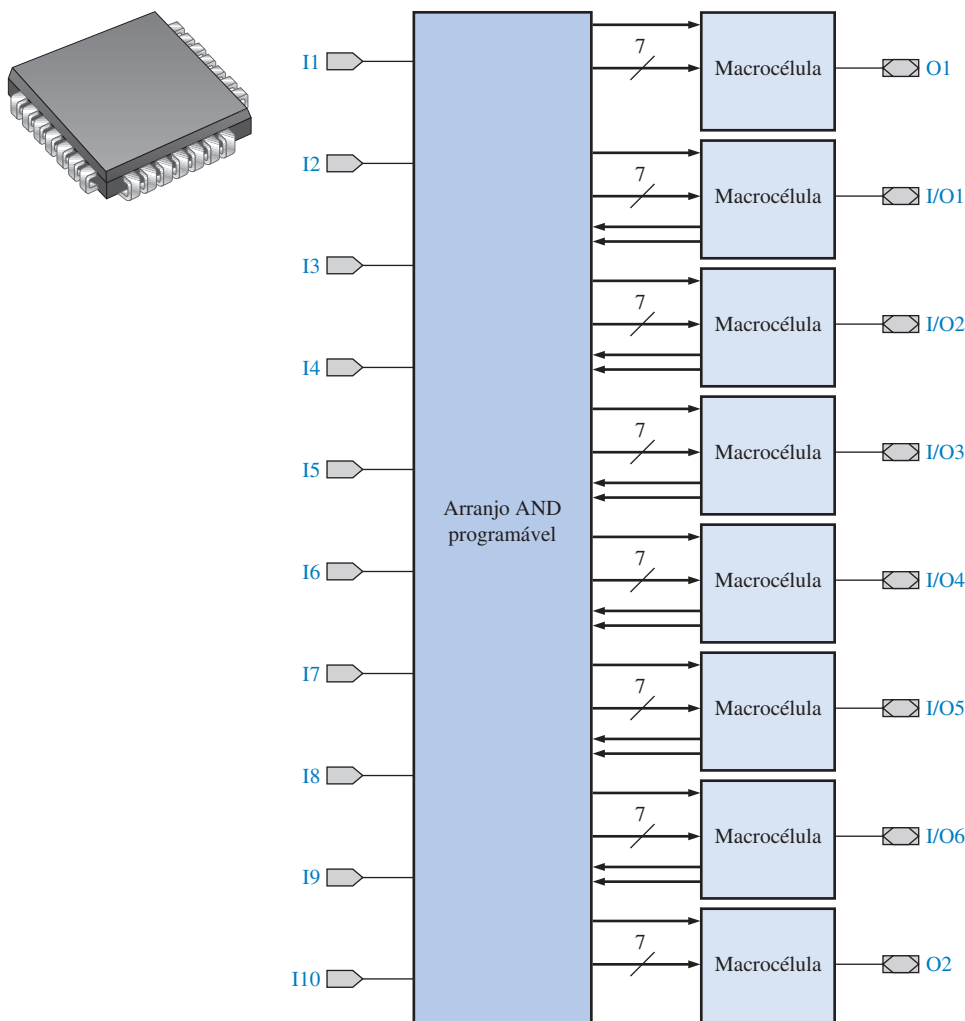 I1
7
Macrocélula
O1
I2
7
Macrocélula
I/O1
I3
7
Macrocélula
I/O2
I4
7
Macrocélula
I/O3
I5
Arranjo AND
programável
I6
7
Macrocélula
I/O4
I7
7
Macrocélula
I/O5
I8
7
Macrocélula
I/O6
I9
7
Macrocélula
O2
I10